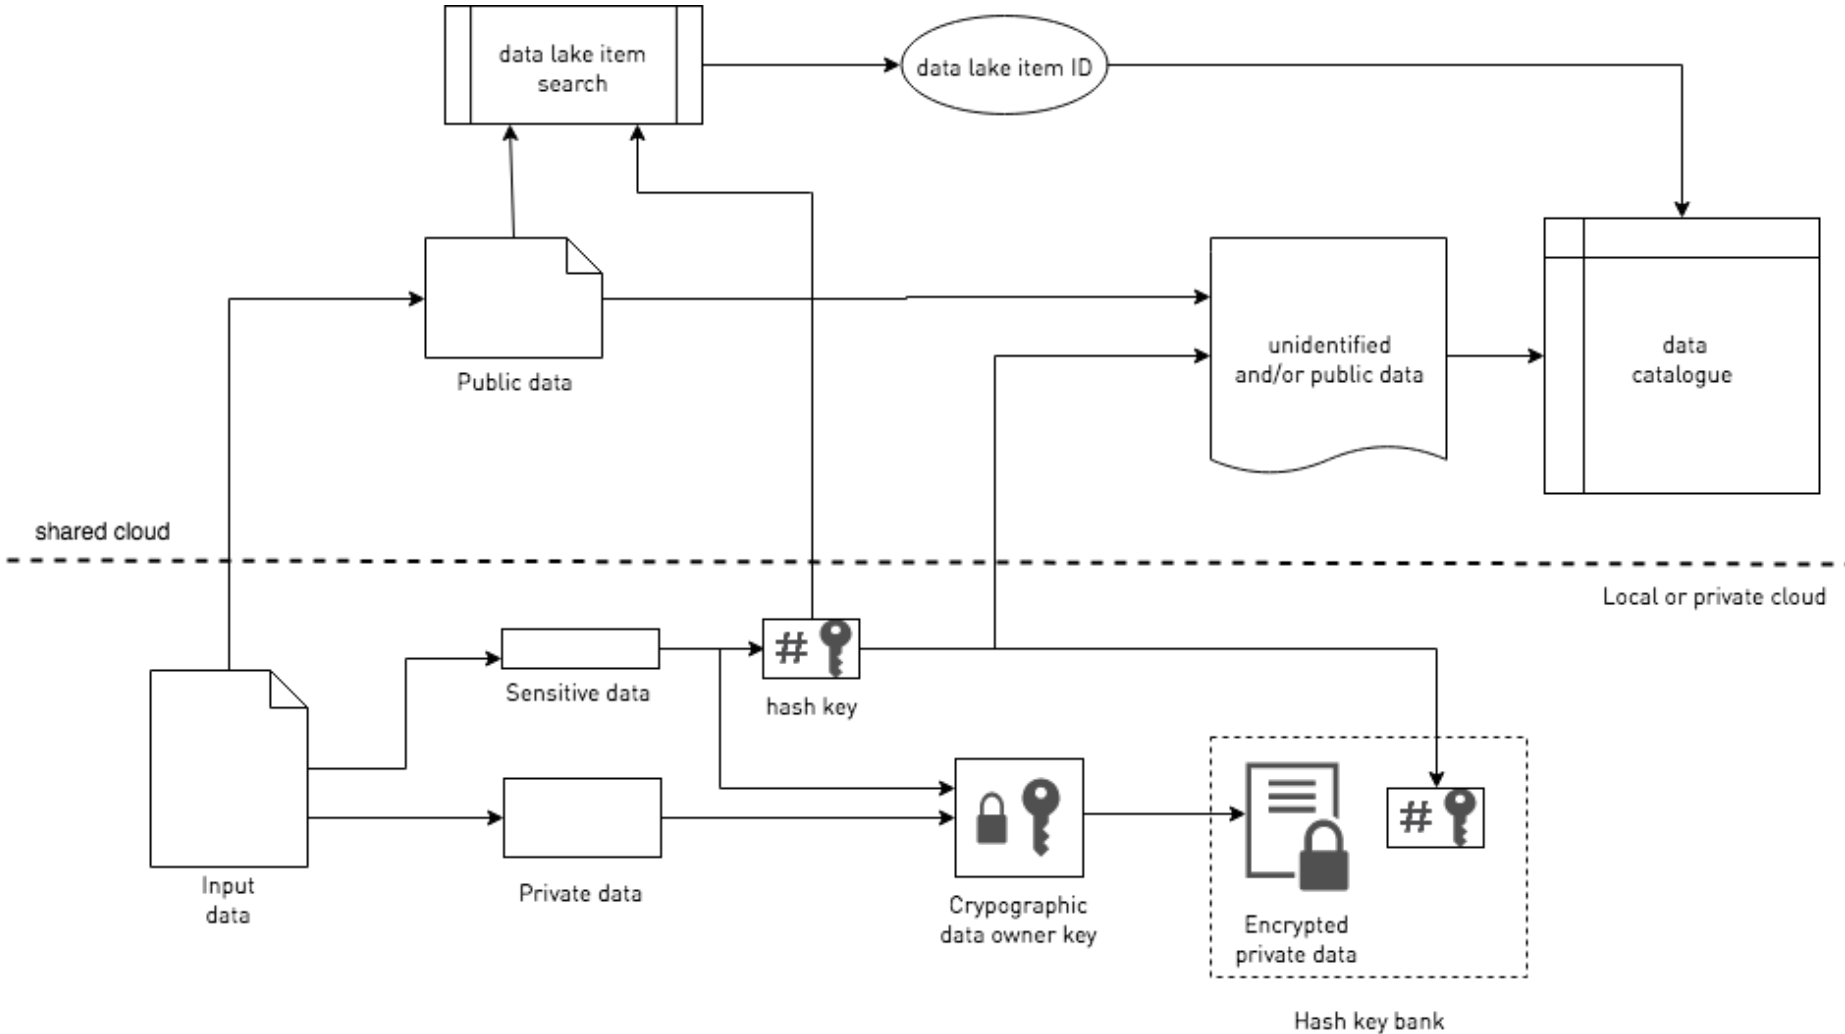 data lake item
search
data lake item ID
Public data
unidentified
and/or public data
data
catalogue
shared cloud
Local or private cloud
#
Sensitive data
hash key
#
Input
data
Private data
Crypographic
data owner key
Encrypted
private data
Hash key bank